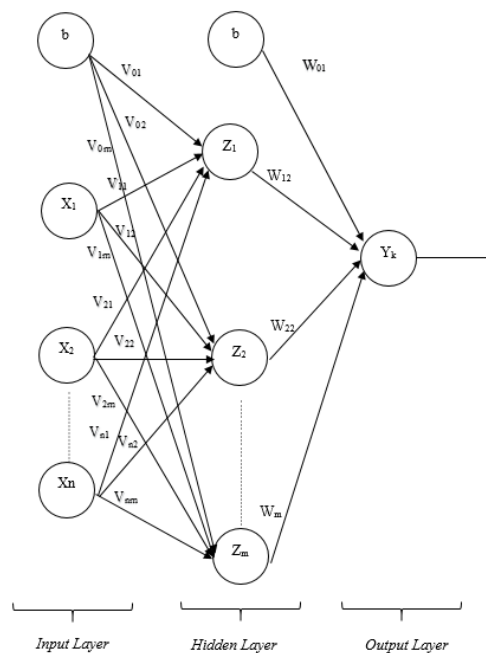 b
b
V₀₁
W₀₁
V₀₂
V₀m
Z₁
V₁₁
W₁₂
X₁
V₁₂
V₁m
Yk
V₂₁
V₂₂
W₂₂
X₂
Z₂
V₂m
Vn₁
Vn₂
Xn
Vnm
Wm
Zm
Input Layer
Hidden Layer
Output Layer